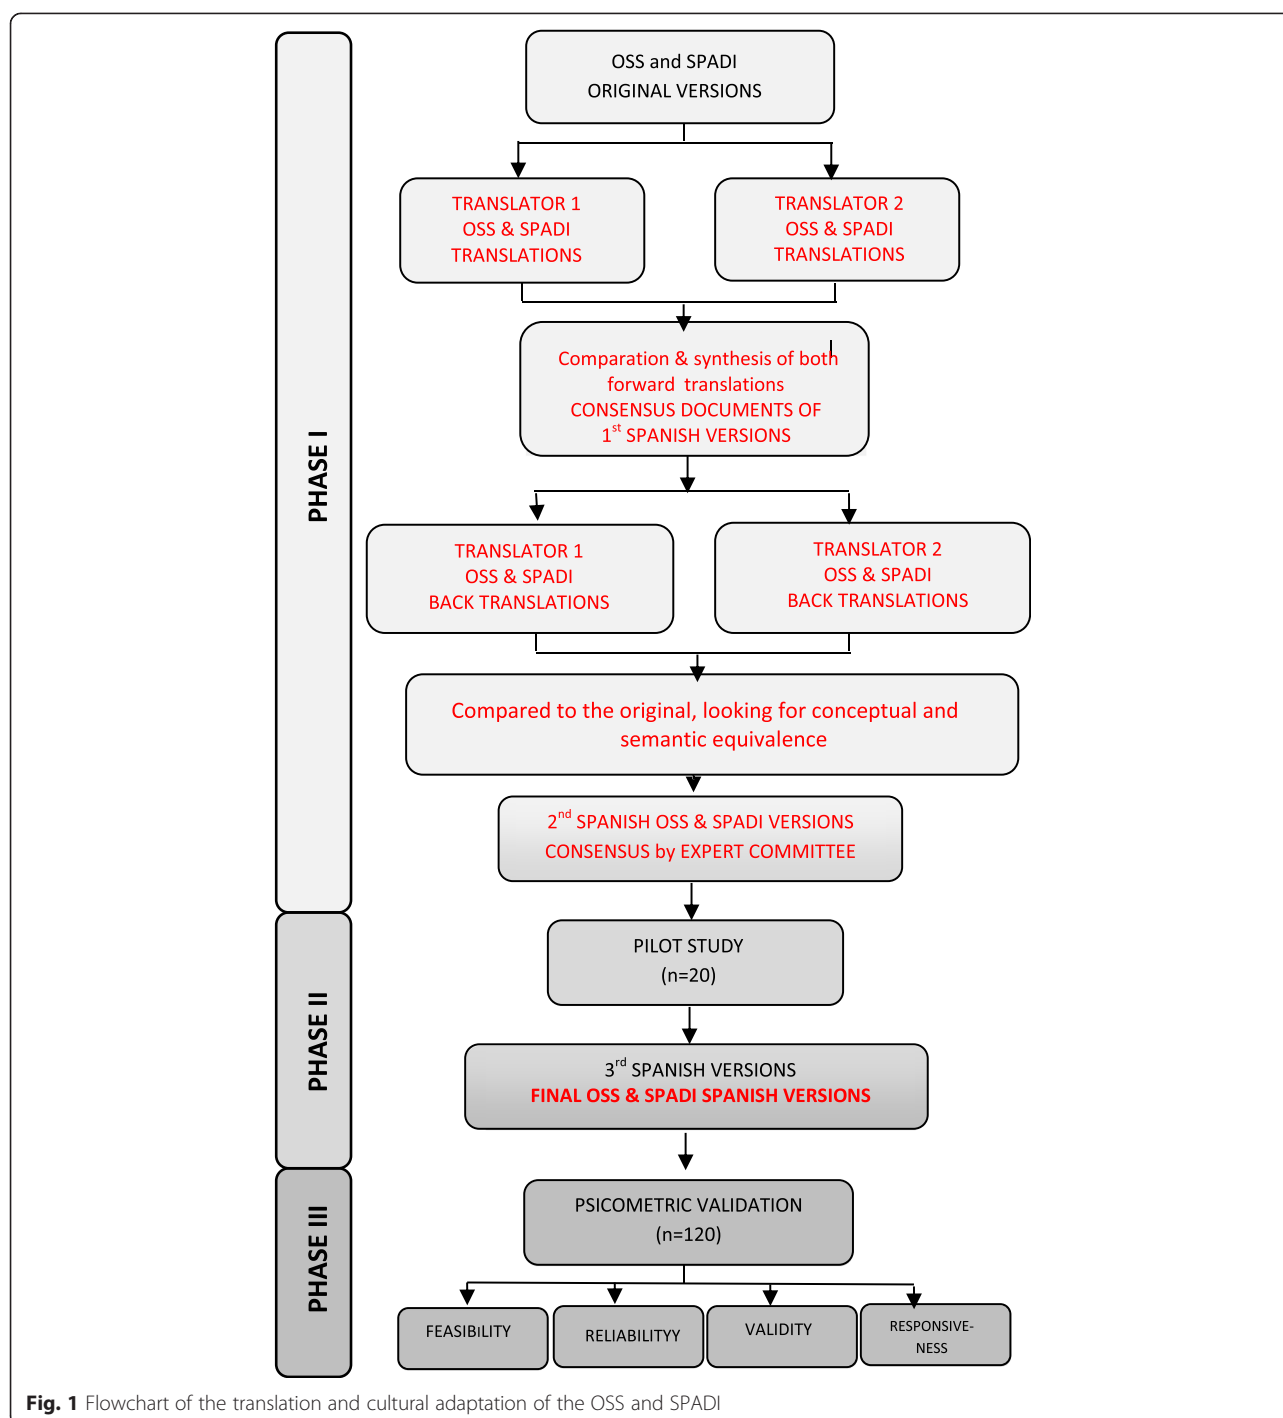 OSS and SPADI
ORIGINAL VERSIONS
TRANSLATOR 1
OSS & SPADI
TRANSLATIONS
TRANSLATOR 2
OSS & SPADI
TRANSLATIONS
Comparation & synthesis of both
forward translations
CONSENSUS DOCUMENTS OF
1st SPANISH VERSIONS
PHASE I
TRANSLATOR 1
OSS & SPADI
BACK TRANSLATIONS
TRANSLATOR 2
OSS & SPADI
BACK TRANSLATIONS
Compared to the original, looking for conceptual and
semantic equivalence
2nd SPANISH OSS & SPADI VERSIONS
CONSENSUS by EXPERT COMMITTEE
PHASE II
PILOT STUDY
(n=20)
3rd SPANISH VERSIONS
FINAL OSS & SPADI SPANISH VERSIONS
PHASE III
PSICOMETRIC VALIDATION
(n=120)
FEASIBILITY
RELIABILITYY
VALIDITY
RESPONSIVE-
NESS
Fig. 1 Flowchart of the translation and cultural adaptation of the OSS and SPADI